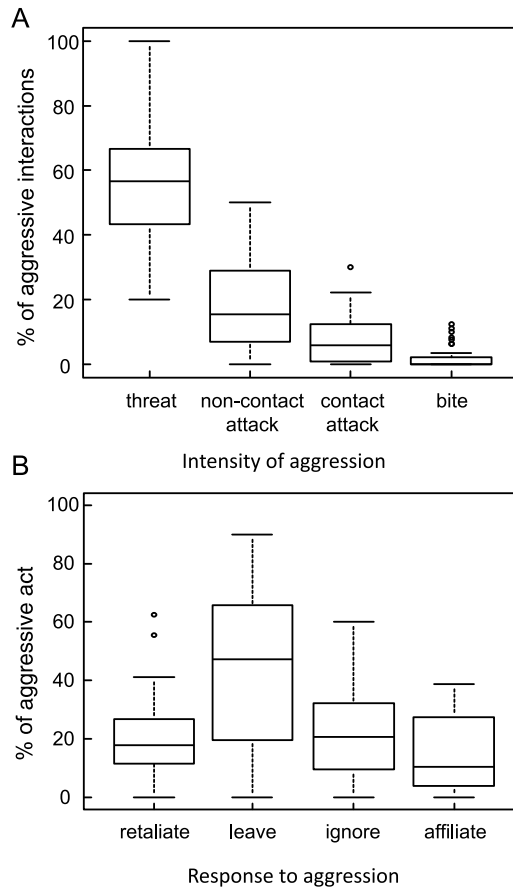 A
% of aggressive interactions
100
80
60
40
20
0
threat
non-contact
attack
contact
attack
bite
Intensity of aggression
B
% of aggressive act
100
80
60
40
20
0
retaliate
leave
ignore
affiliate
Response to aggression